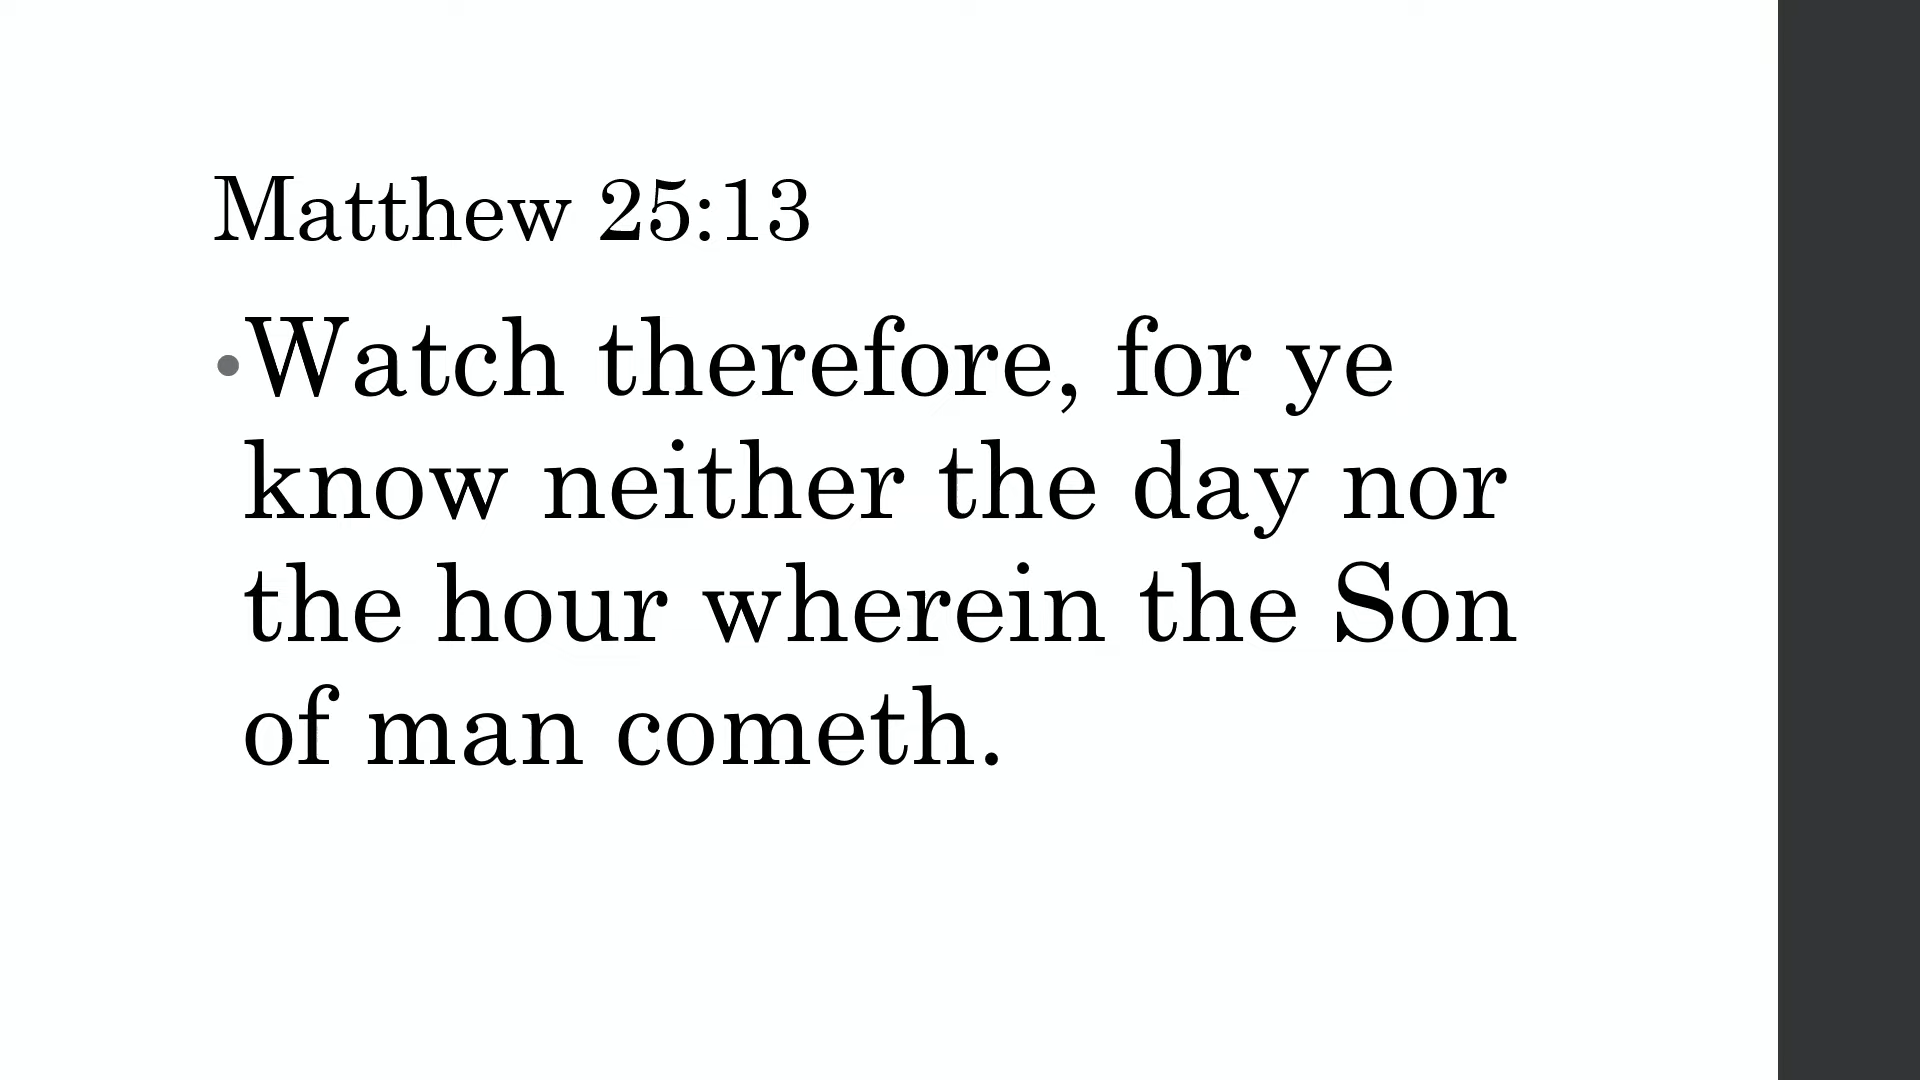 Matthew 25:13
•Watch therefore, for ye
know neither the day nor
the hour wherein the Son
of man cometh.